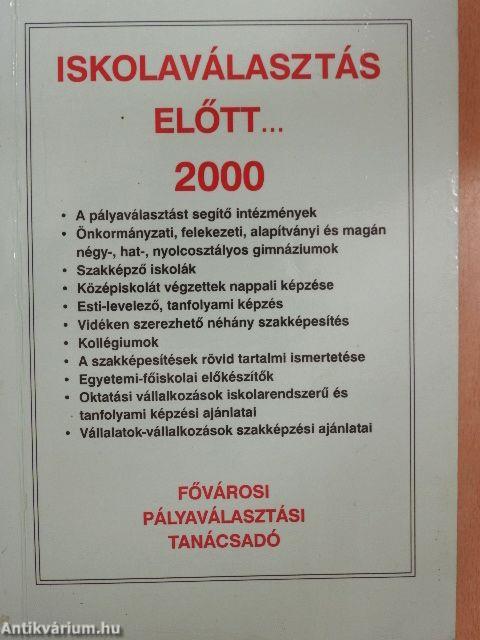 ISKOLAVÁLASZTÁS
ELŐTT...
2000
• A pályaválasztást segítő intézmények
• Önkormányzati, felekezeti, alapítványi és magán
négy-, hat-, nyolcosztályos gimnáziumok
• Szakképző iskolák
• Középiskolát végzettek nappali képzése
• Esti-levelező, tanfolyami képzés
• Vidéken szerezhető néhány szakképesítés
• Kollégiumok
• A szakképesítések rövid tartalmi ismertetése
• Egyetemi-főiskolai előkészítők
• Oktatási vállalkozások iskolarendszerű és
tanfolyami képzési ajánlatai
• Vállalatok-vállalkozások szakképzési ajánlatai
FŐVÁROSI
PÁLYAVÁLASZTÁSI
TANÁCSADÓ
Antikvárium.hu